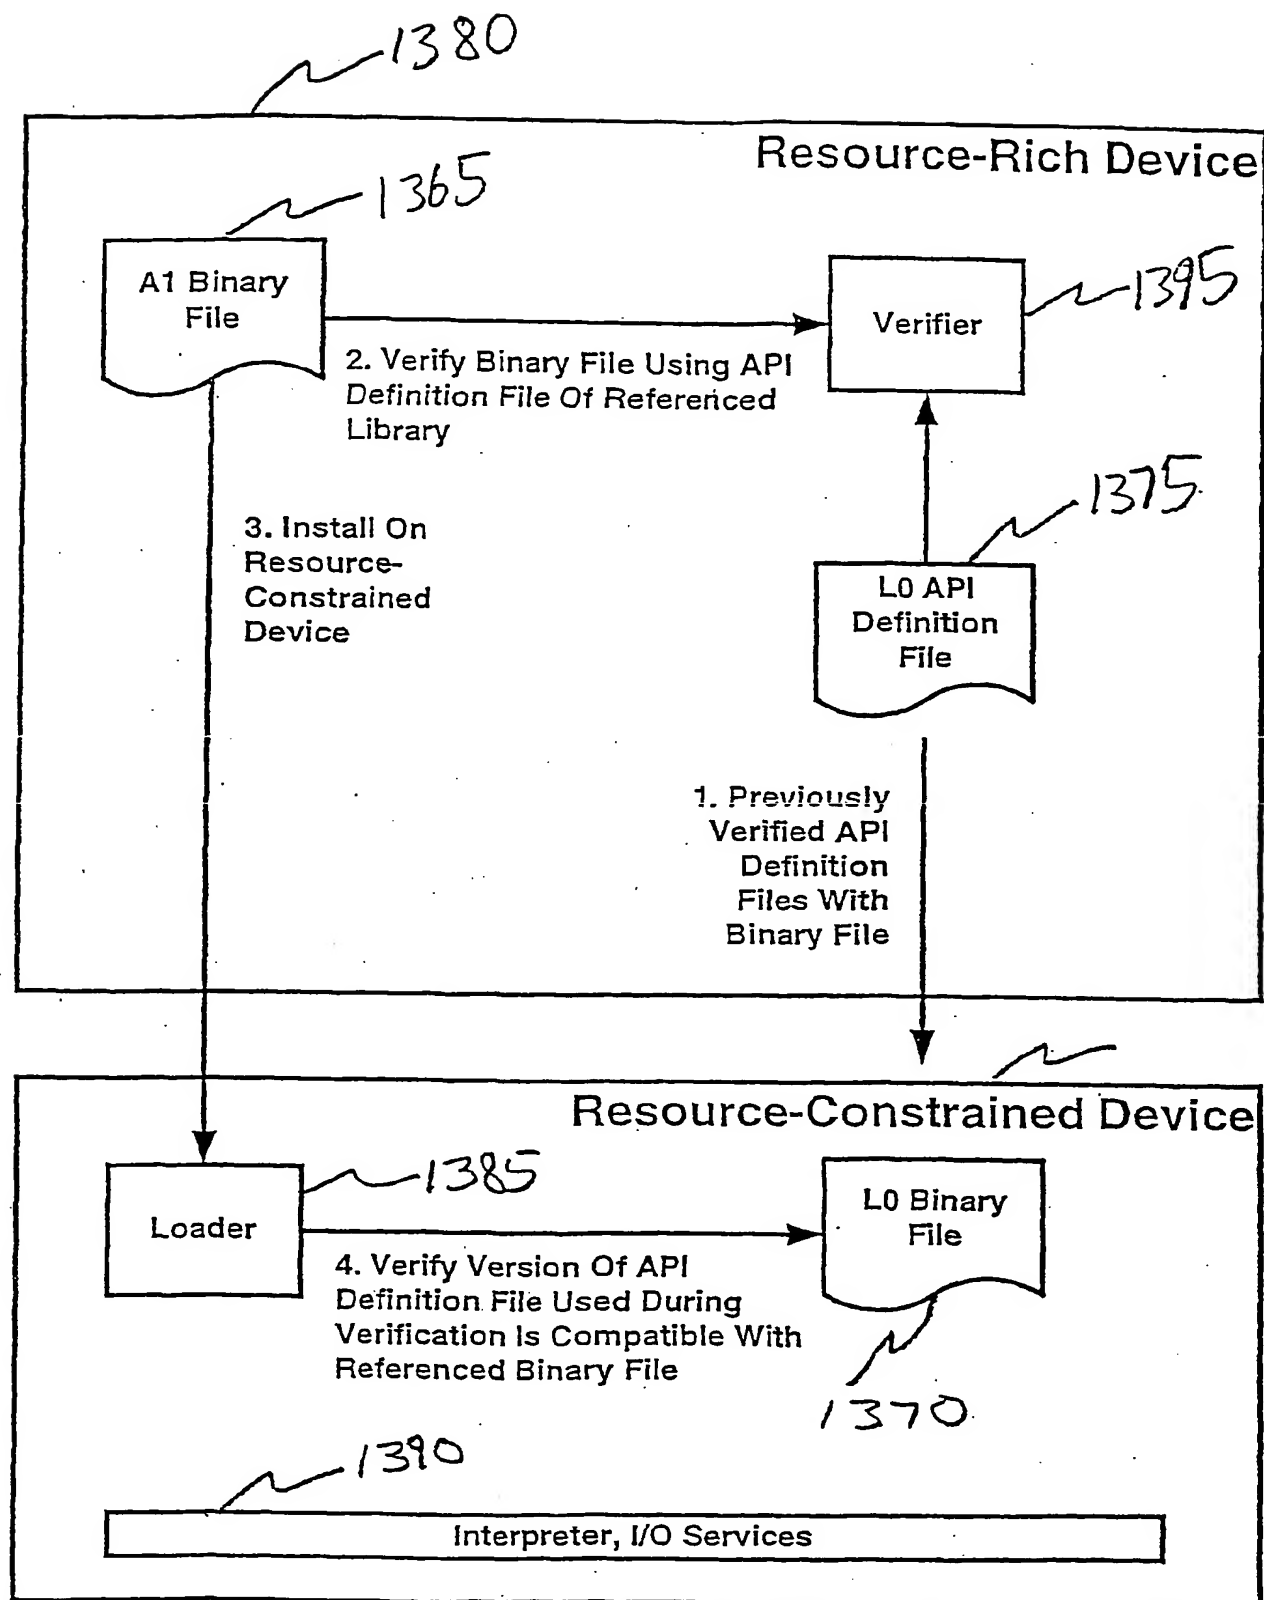 1380
Resource-Rich Device
1365
A1 Binary
File
Verifier
1395
2. Verify Binary File Using API
Definition File Of Referenced
Library
1375
3. Install On
Resource-
Constrained
Device
L0 API
Definition
File
1. Previously
Verified API
Definition
Files With
Binary File
Resource-Constrained Device
1385
Loader
L0 Binary
File
4. Verify Version Of API
Definition File Used During
Verification Is Compatible With
Referenced Binary File
1370
1390
Interpreter, I/O Services